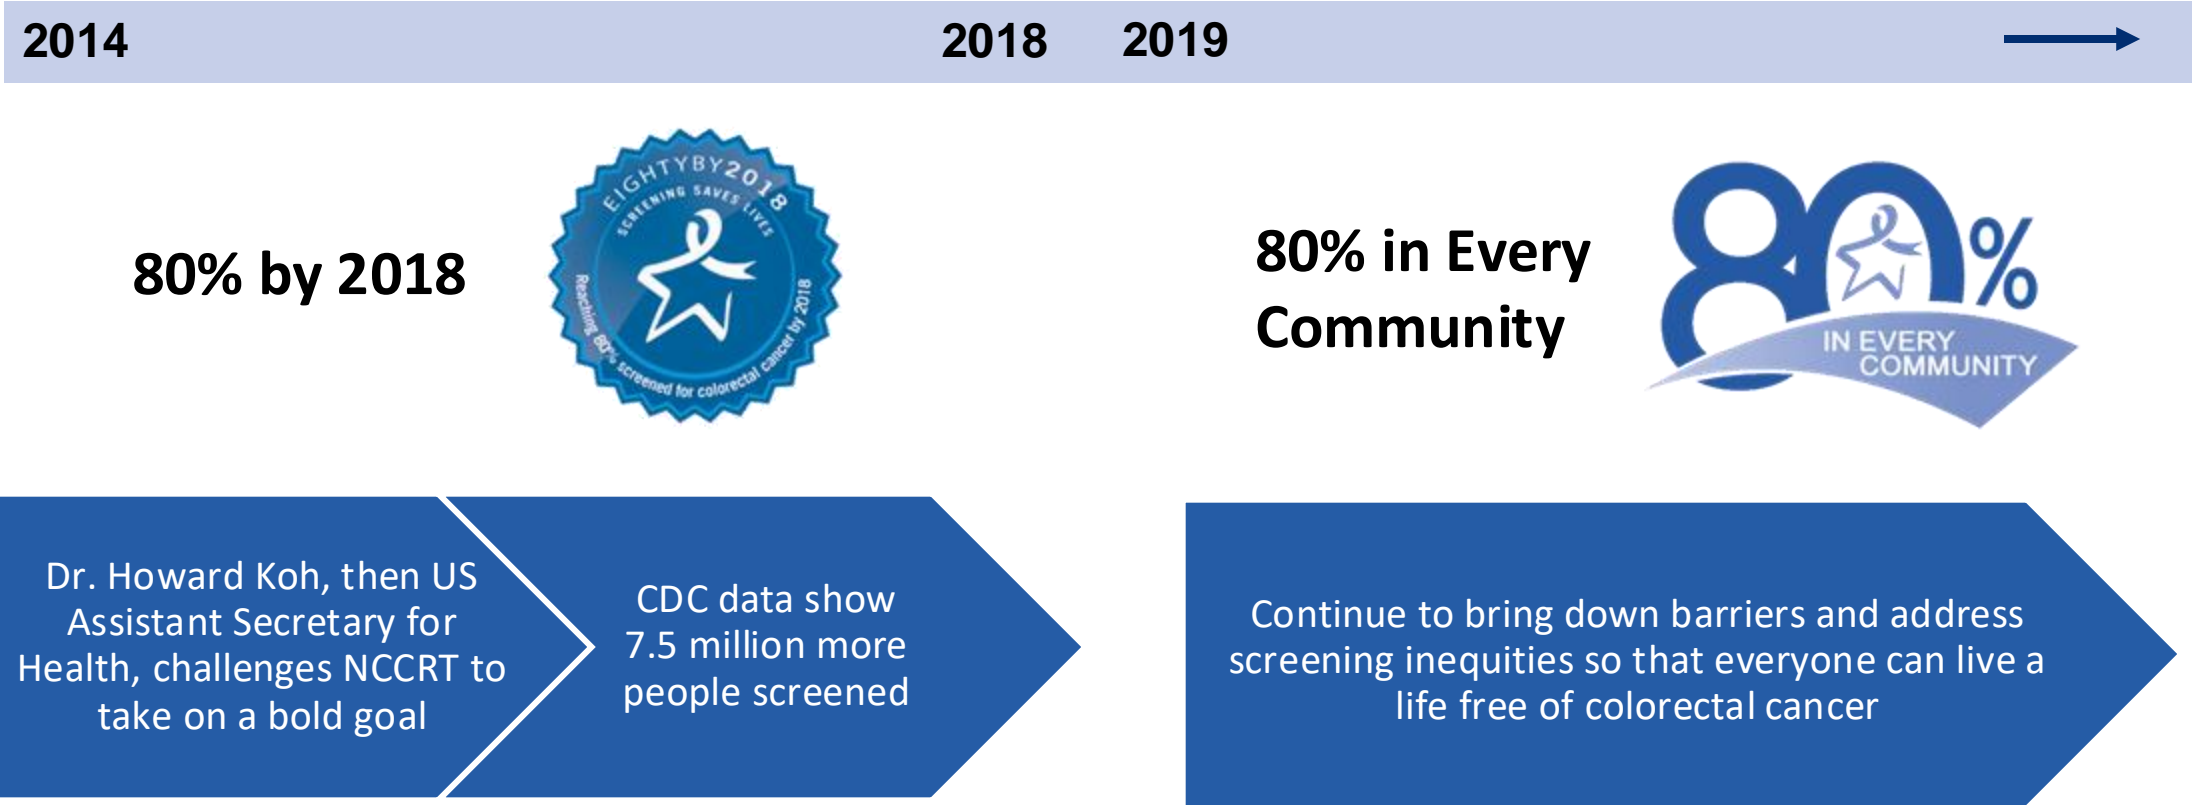 2014
2018
2019
80% by 2018
EIGHTYBY2018
SCREENING SAVES LIVES
Reaching 80% screened for colorectal cancer by 2018
80% in Every
Community
80%
IN EVERY
COMMUNITY
Dr. Howard Koh, then US
Assistant Secretary for
Health, challenges NCCRT to
take on a bold goal
CDC data show
7.5 million more
people screened
Continue to bring down barriers and address
screening inequities so that everyone can live a
life free of colorectal cancer